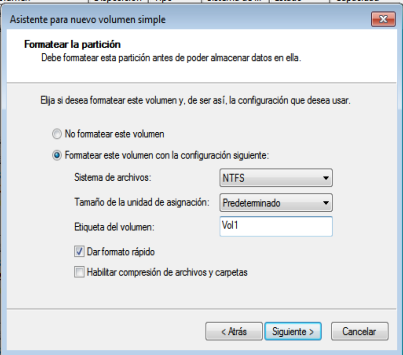 Asistente para nuevo volumen simple
Formatear la partición
Debe formatear esta partición antes de poder almacenar datos en ella.
Elija si desea formatear este volumen y, de ser así, la configuración que desea usar.
No formatear este volumen
Formatear este volumen con la configuración siguiente:
Sistema de archivos: NTFS
Tamaño de la unidad de asignación: Predeterminado
Etiqueta del volumen: Vol1
Dar formato rápido
Habilitar compresión de archivos y carpetas
< Atrás Siguiente > Cancelar